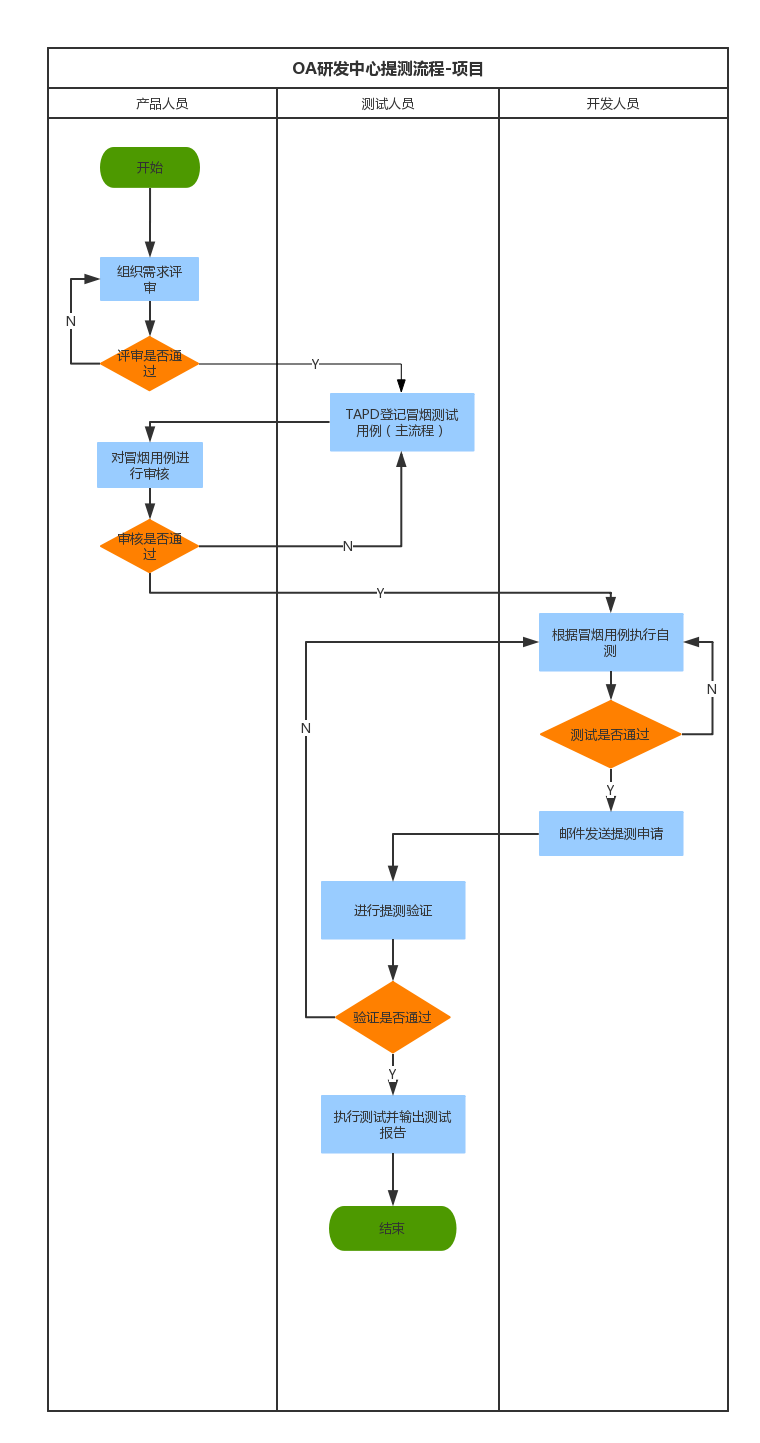 OA研发中心提测流程-项目
产品人员
测试人员
开发人员
开始
组织需求评
审
N
评审是否通
过
Y
TAPD登记冒烟测试
用例（主流程）
对冒烟用例进
行审核
审核是否通
过
N
Y
根据冒烟用例执行自
测
N
测试是否通过
N
Y
邮件发送提测申请
进行提测验证
验证是否通过
Y
执行测试并输出测试
报告
结束